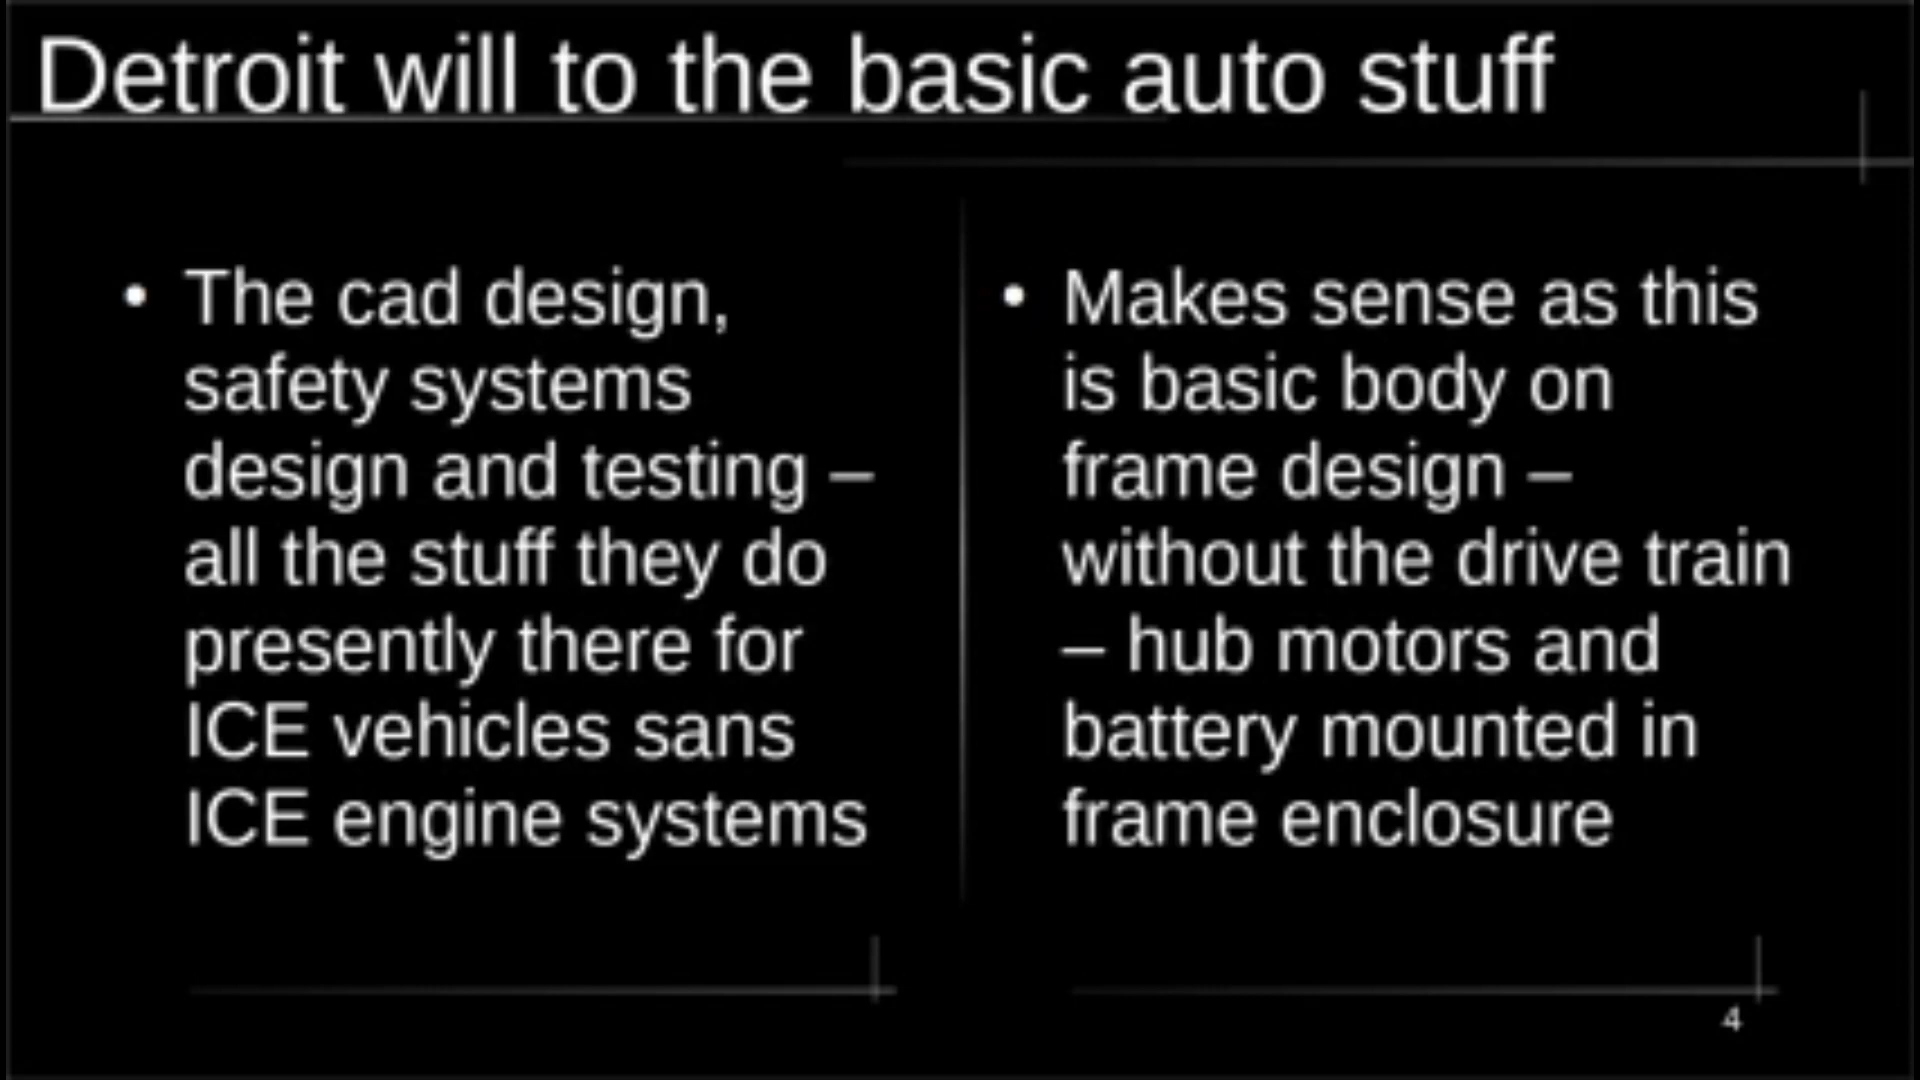 Detroit will to the basic auto stuff
• The cad design,
safety systems
design and testing –
all the stuff they do
presently there for
ICE vehicles sans
ICE engine systems
• Makes sense as this
is basic body on
frame design –
without the drive train
– hub motors and
battery mounted in
frame enclosure
4